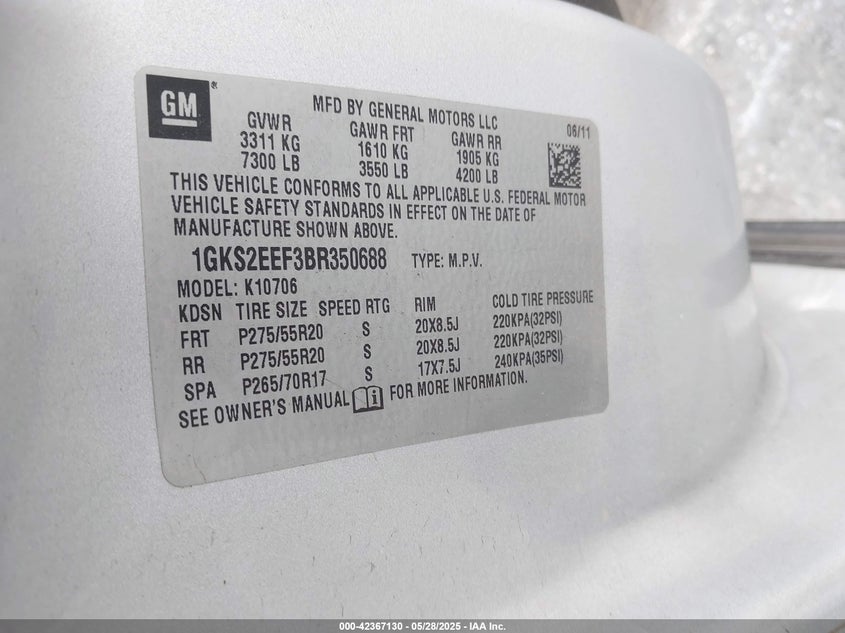 GM®
MFD BY GENERAL MOTORS LLC
06/11
GVWR GAWR FRT GAWR RR
3311 KG 1610 KG 1905 KG
7300 LB 3550 LB 4200 LB
THIS VEHICLE CONFORMS TO ALL APPLICABLE U.S. FEDERAL MOTOR
VEHICLE SAFETY STANDARDS IN EFFECT ON THE DATE OF
MANUFACTURE SHOWN ABOVE.
1GKS2EEF3BR350688 TYPE: M.P.V.
MODEL: K10706
KDSN TIRE SIZE SPEED RTG RIM COLD TIRE PRESSURE
FRT P275/55R20 S 20X8.5J 220KPA(32PSI)
RR P275/55R20 S 20X8.5J 220KPA(32PSI)
SPA P265/70R17 S 17X7.5J 240KPA(35PSI)
SEE OWNER'S MANUAL i FOR MORE INFORMATION.
000-42367130 - 05/28/2025 - IAA Inc.